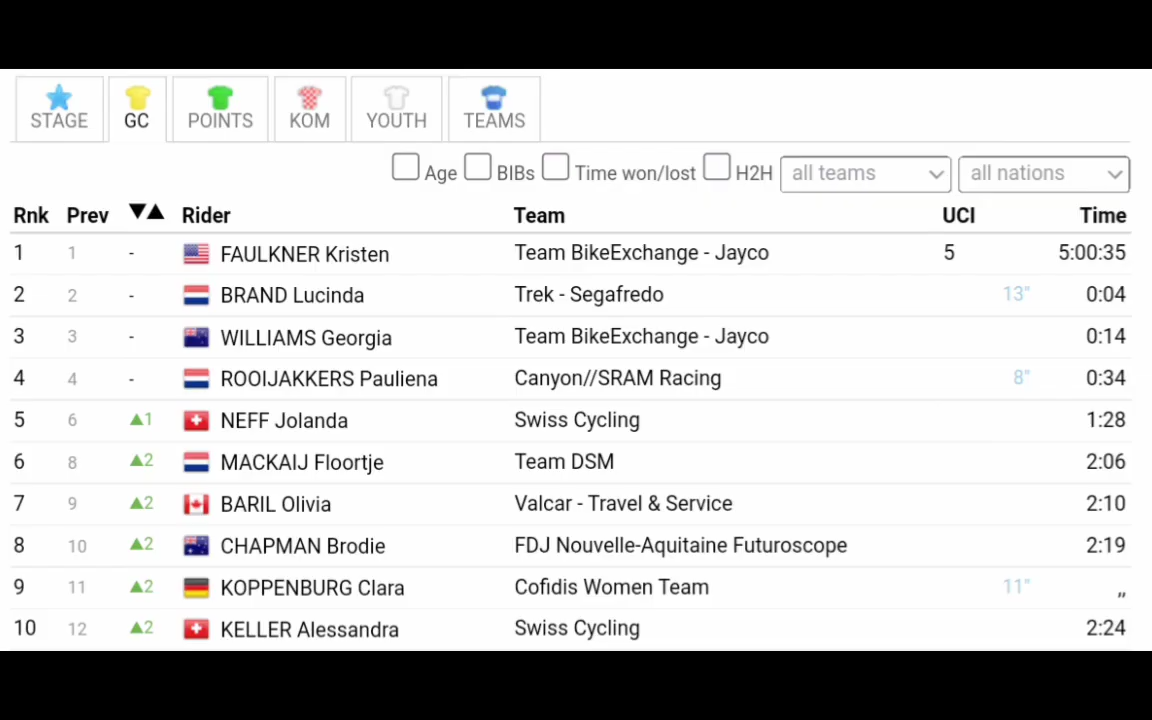 STAGE GC POINTS KOM YOUTH TEAMS
Age BIBs Time won/lost H2H all teams all nations
Rnk Prev ▼▲ Rider Team UCI Time
1 1 - FAULKNER Kristen Team BikeExchange - Jayco 5 5:00:35
2 2 - BRAND Lucinda Trek - Segafredo 13" 0:04
3 3 - WILLIAMS Georgia Team BikeExchange - Jayco 0:14
4 4 - ROOIJAKKERS Pauliena Canyon//SRAM Racing 8" 0:34
5 6 ▲1 NEFF Jolanda Swiss Cycling 1:28
6 8 ▲2 MACKAIJ Floortje Team DSM 2:06
7 9 ▲2 BARIL Olivia Valcar - Travel & Service 2:10
8 10 ▲2 CHAPMAN Brodie FDJ Nouvelle-Aquitaine Futuroscope 2:19
9 11 ▲2 KOPPENBURG Clara Cofidis Women Team 11" ,,
10 12 ▲2 KELLER Alessandra Swiss Cycling 2:24